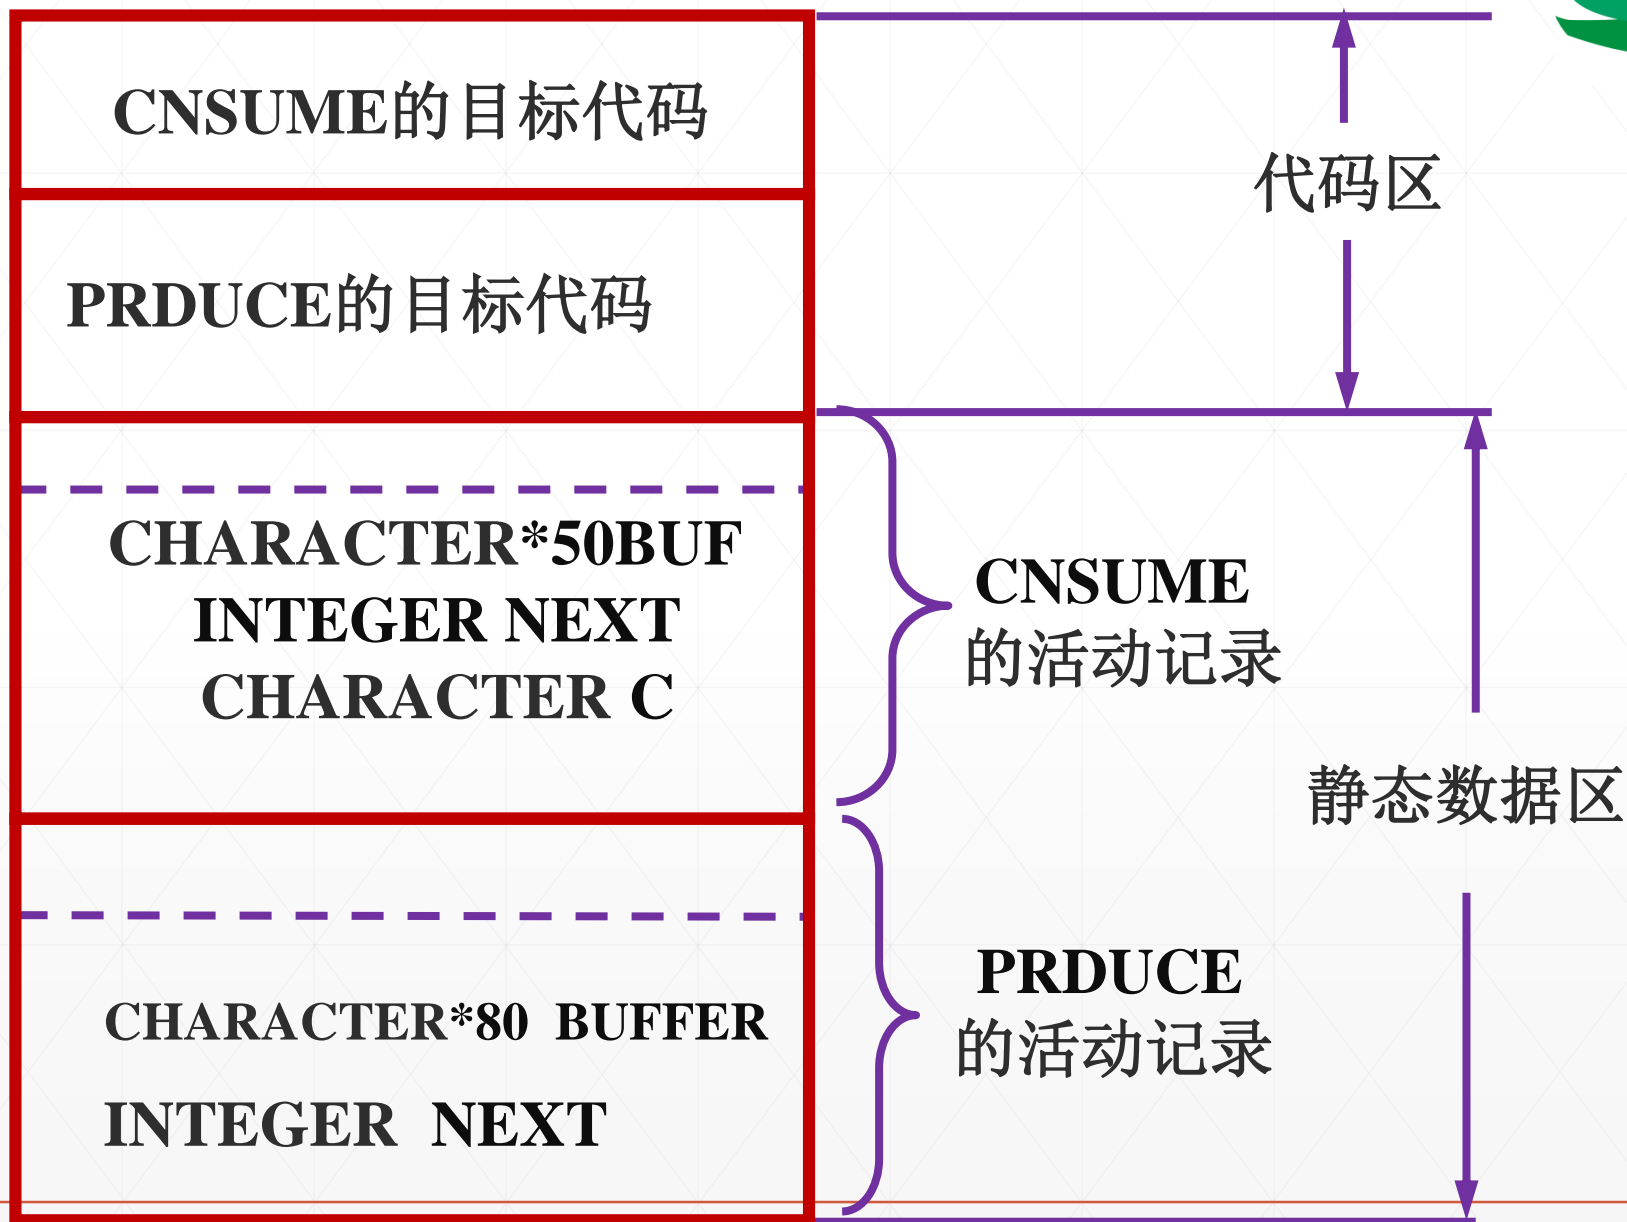 CNSUME的目标代码
代码区
PRDUCE的目标代码
CHARACTER*50BUF
INTEGER NEXT
CHARACTER C
CNSUME
的活动记录
静态数据区
CHARACTER*80 BUFFER
INTEGER NEXT
PRDUCE
的活动记录